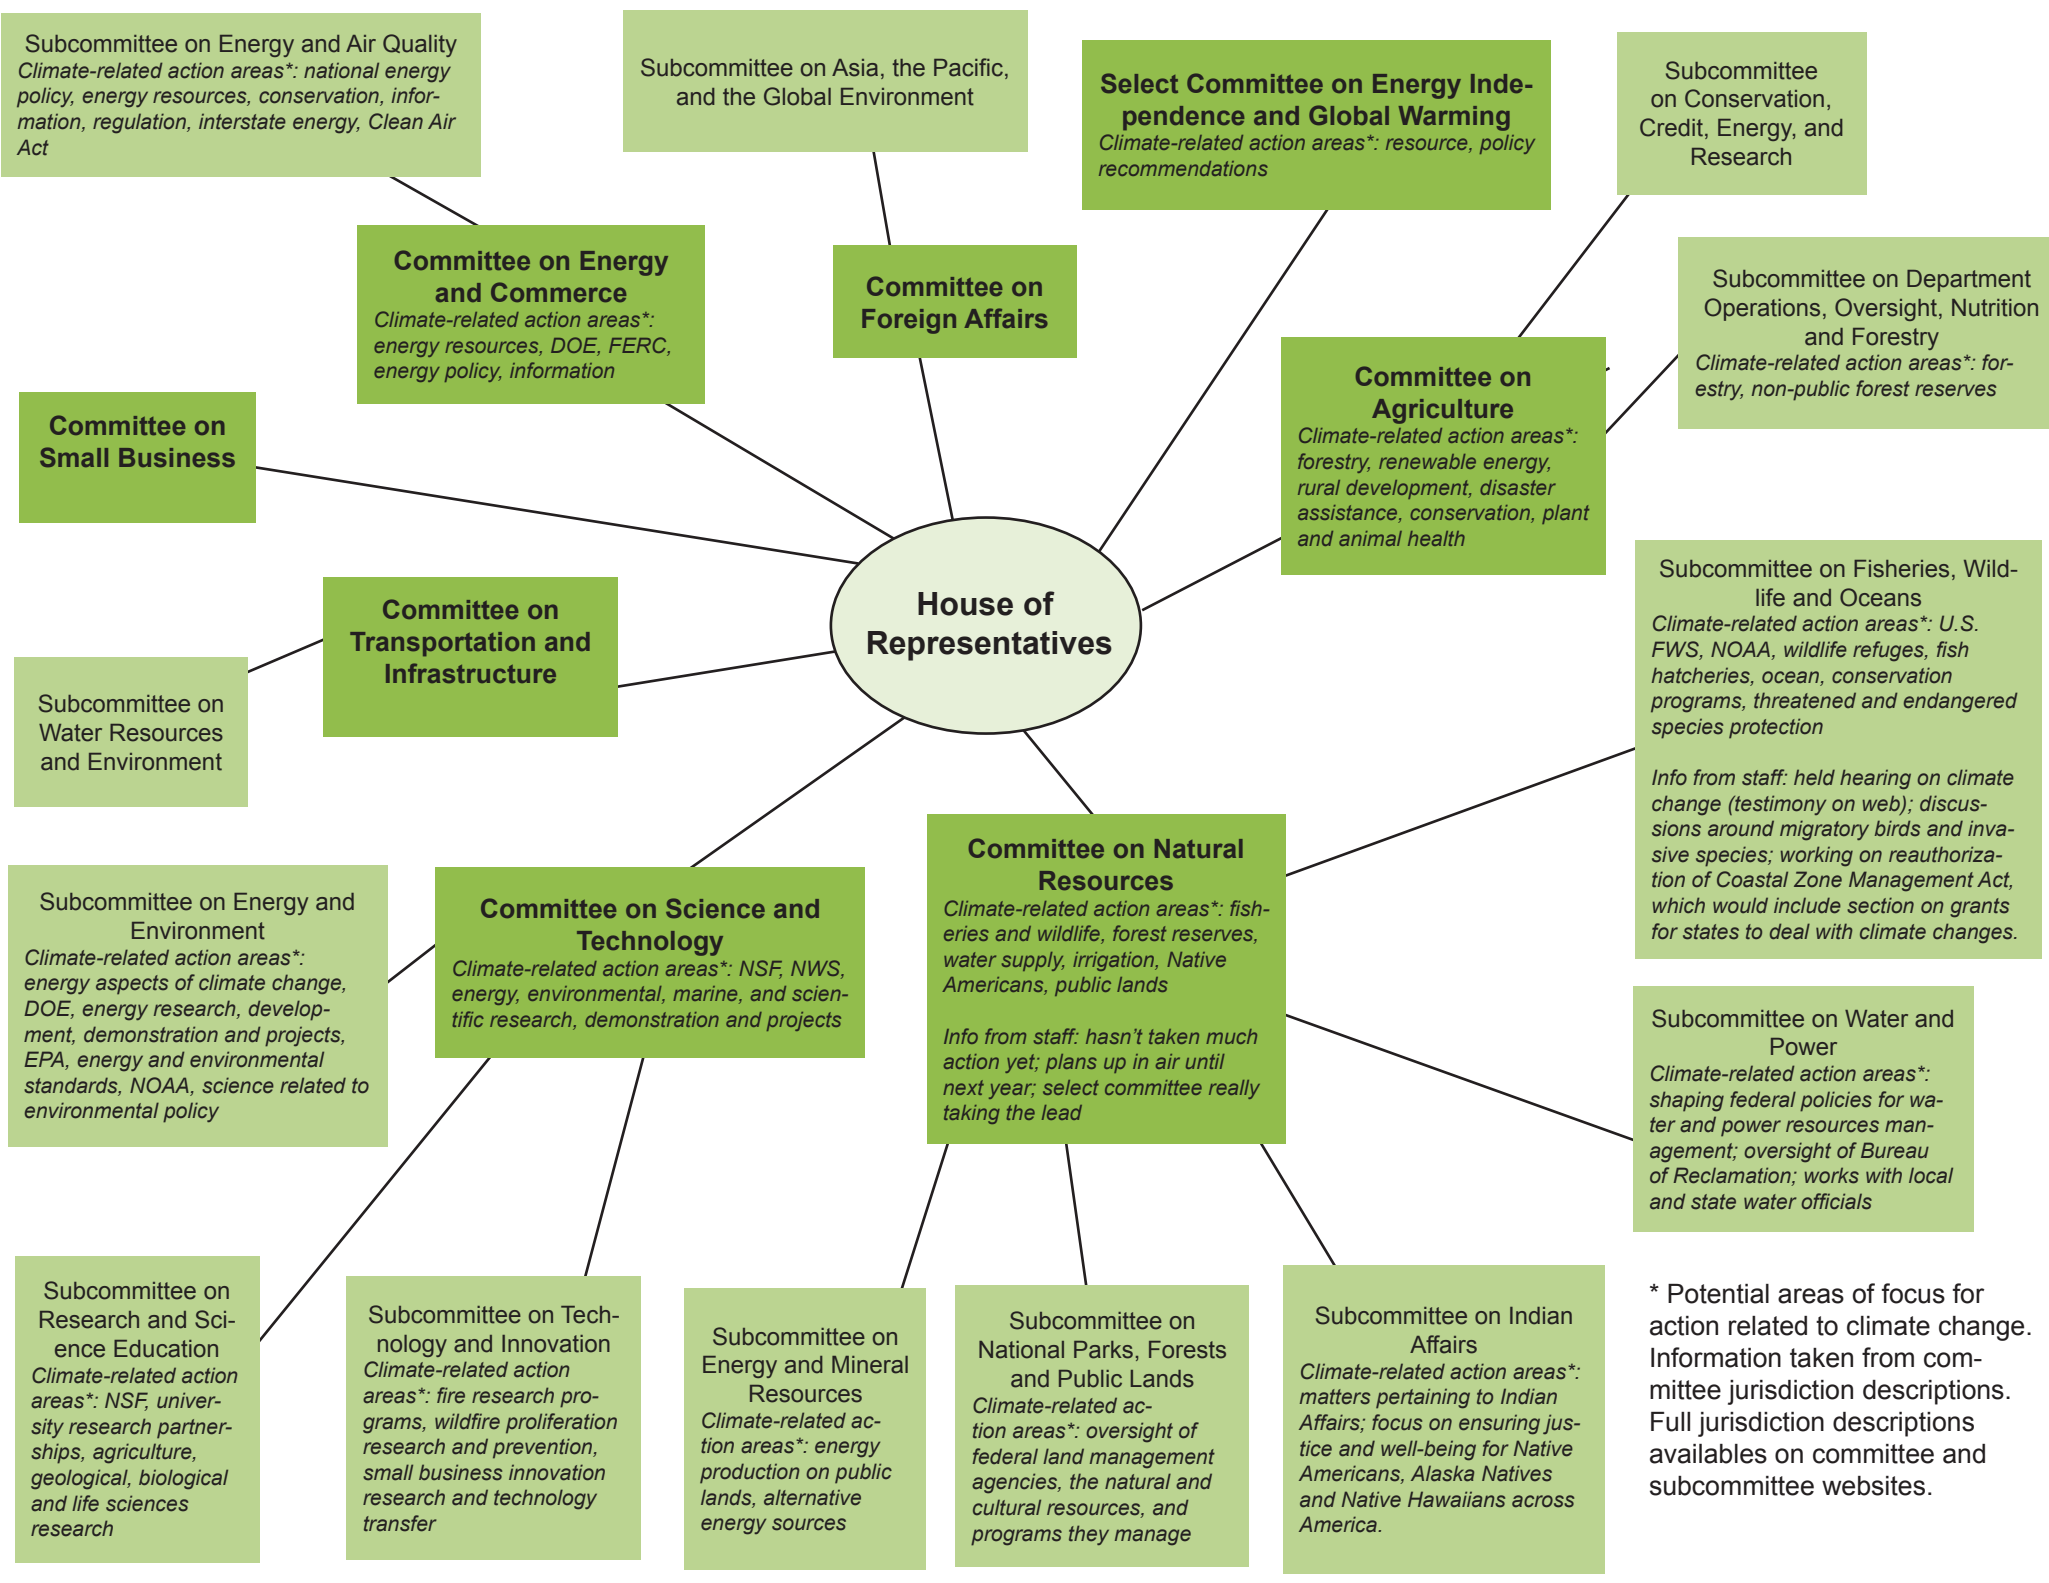 Subcommittee on Energy and Air Quality
Climate-related action areas*: national energy
policy, energy resources, conservation, infor-
mation, regulation, interstate energy, Clean Air
Act
Subcommittee on Asia, the Pacific,
and the Global Environment
Select Committee on Energy Inde-
pendence and Global Warming
Climate-related action areas*: resource, policy
recommendations
Subcommittee
on Conservation,
Credit, Energy, and
Research
Committee on Energy
and Commerce
Climate-related action areas*:
energy resources, DOE, FERC,
energy policy, information
Committee on
Foreign Affairs
Subcommittee on Department
Operations, Oversight, Nutrition
and Forestry
Climate-related action areas*: for-
estry, non-public forest reserves
Committee on
Agriculture
Climate-related action areas*:
forestry, renewable energy,
rural development, disaster
assistance, conservation, plant
and animal health
Committee on
Small Business
House of
Representatives
Committee on
Transportation and
Infrastructure
Subcommittee on
Water Resources
and Environment
Subcommittee on Fisheries, Wild-
life and Oceans
Climate-related action areas*: U.S.
FWS, NOAA, wildlife refuges, fish
hatcheries, ocean, conservation
programs, threatened and endangered
species protection
Info from staff: held hearing on climate
change (testimony on web); discus-
sions around migratory birds and inva-
sive species; working on reauthoriza-
tion of Coastal Zone Management Act,
which would include section on grants
for states to deal with climate changes.
Committee on Natural
Resources
Climate-related action areas*: fish-
eries and wildlife, forest reserves,
water supply, irrigation, Native
Americans, public lands
Info from staff: hasn't taken much
action yet; plans up in air until
next year; select committee really
taking the lead
Committee on Science and
Technology
Climate-related action areas*: NSF, NWS,
energy, environmental, marine, and scien-
tific research, demonstration and projects
Subcommittee on Energy and
Environment
Climate-related action areas*:
energy aspects of climate change,
DOE, energy research, develop-
ment, demonstration and projects,
EPA, energy and environmental
standards, NOAA, science related to
environmental policy
Subcommittee on Water and
Power
Climate-related action areas*:
shaping federal policies for wa-
ter and power resources man-
agement; oversight of Bureau
of Reclamation; works with local
and state water officials
Subcommittee on
Research and Sci-
ence Education
Climate-related action
areas*: NSF, univer-
sity research partner-
ships, agriculture,
geological, biological
and life sciences
research
Subcommittee on Tech-
nology and Innovation
Climate-related action
areas*: fire research pro-
grams, wildfire proliferation
research and prevention,
small business innovation
research and technology
transfer
Subcommittee on
Energy and Mineral
Resources
Climate-related ac-
tion areas*: energy
production on public
lands, alternative
energy sources
Subcommittee on
National Parks, Forests
and Public Lands
Climate-related ac-
tion areas*: oversight of
federal land management
agencies, the natural and
cultural resources, and
programs they manage
Subcommittee on Indian
Affairs
Climate-related action areas*:
matters pertaining to Indian
Affairs; focus on ensuring jus-
tice and well-being for Native
Americans, Alaska Natives
and Native Hawaiians across
America.
* Potential areas of focus for
action related to climate change.
Information taken from com-
mittee jurisdiction descriptions.
Full jurisdiction descriptions
availables on committee and
subcommittee websites.